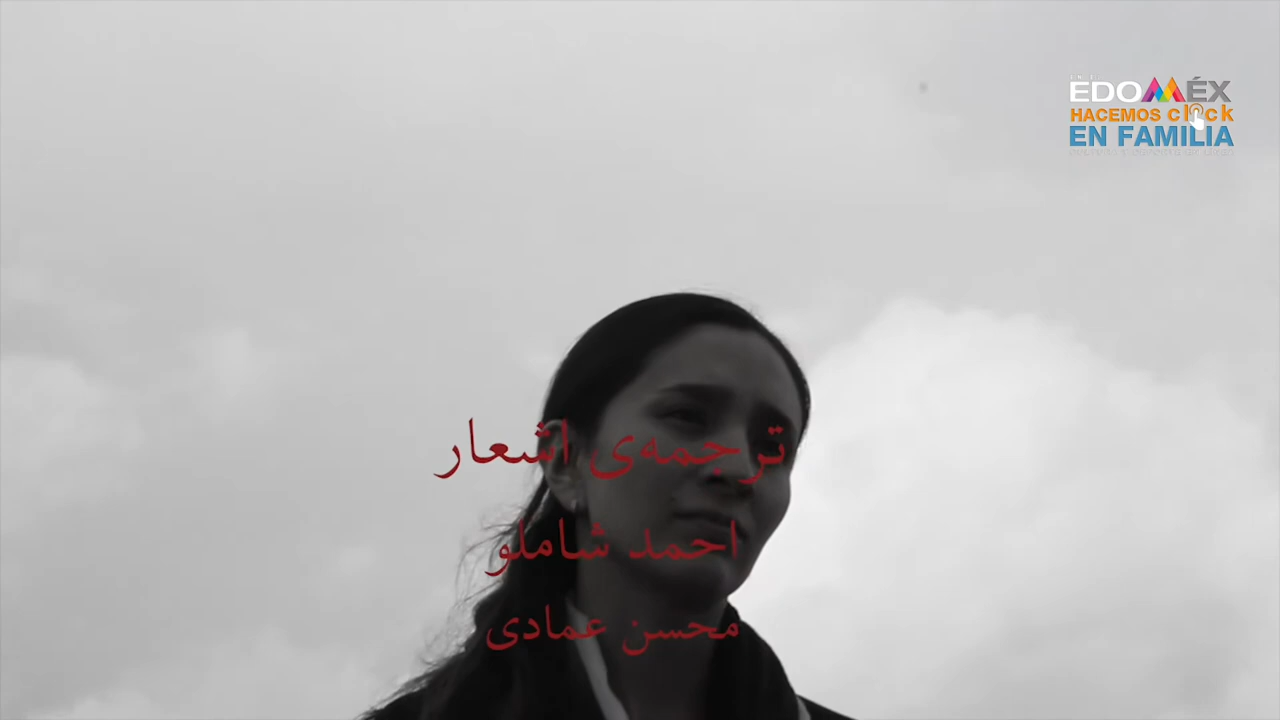 EDOMÉX
HACEMOS click
EN FAMILIA
ترجمه‌ی اشعار
احمد شاملو
محسن عمادی